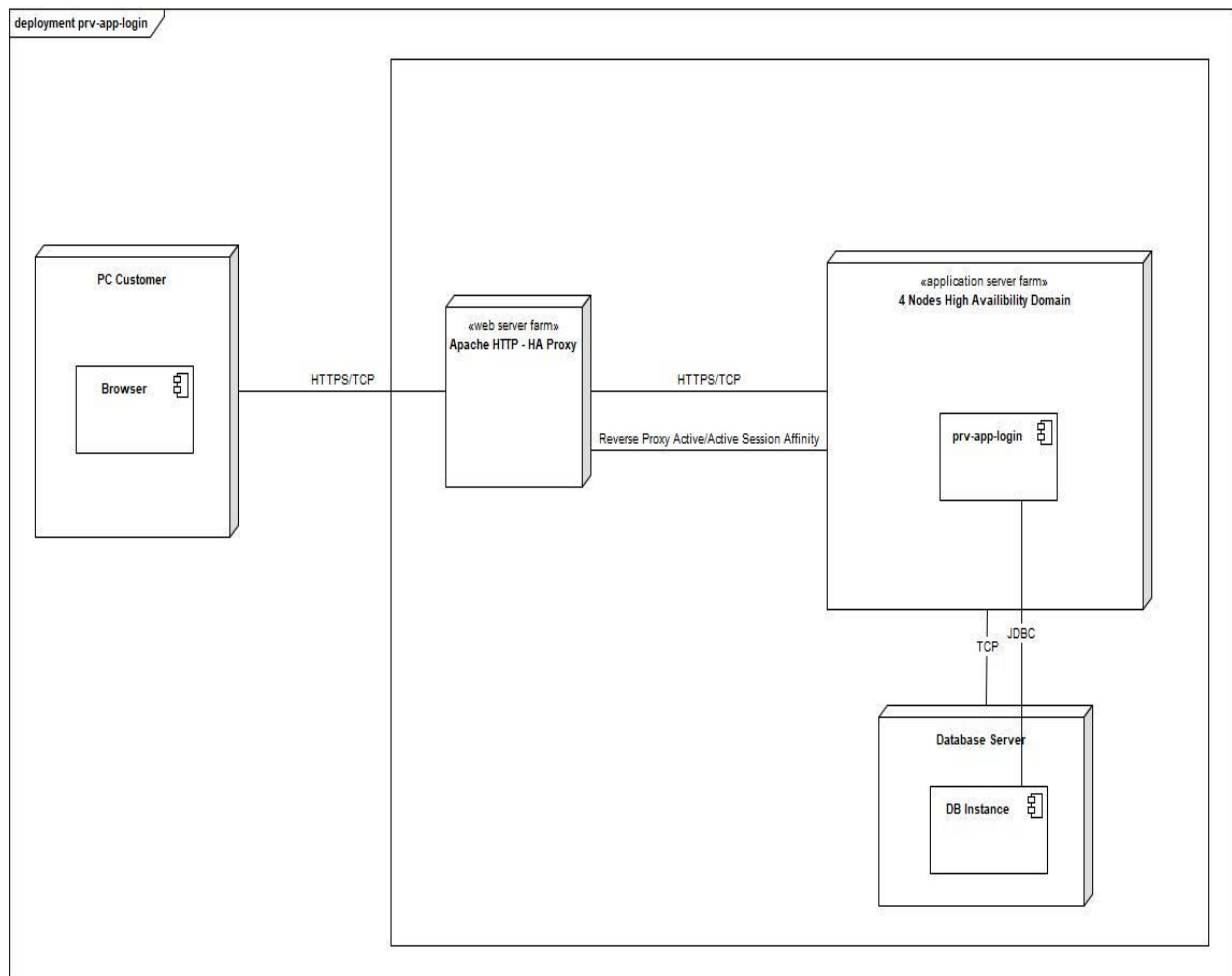 deployment prv-app-login
PC Customer
Browser
HTTPS/TCP
«web server farm»
Apache HTTP - HA Proxy
HTTPS/TCP
Reverse Proxy Active/Active Session Affinity
«application server farm»
4 Nodes High Availibility Domain
prv-app-login
JDBC
TCP
Database Server
DB Instance